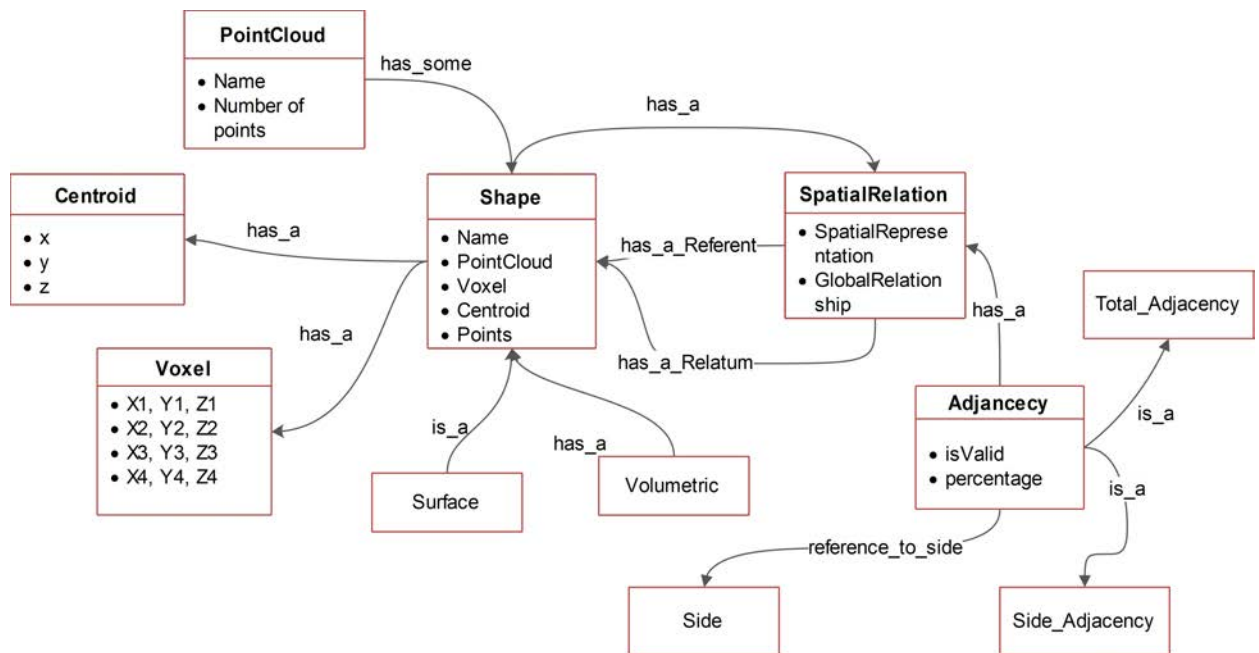 PointCloud
• Name
• Number of
points
has_some
has_a
Centroid
• x
• y
• z
has_a
Shape
• Name
• PointCloud
• Voxel
• Centroid
• Points
has_a_Referent
SpatialRelation
• SpatialReprese
ntation
• GlobalRelation
ship
has_a
Total_Adjacency
has_a
Voxel
• X1, Y1, Z1
• X2, Y2, Z2
• X3, Y3, Z3
• X4, Y4, Z4
has_a_Relatum
Adjancecy
• isValid
• percentage
is_a
is_a
is_a
has_a
Surface
Volumetric
reference_to_side
Side
Side_Adjacency